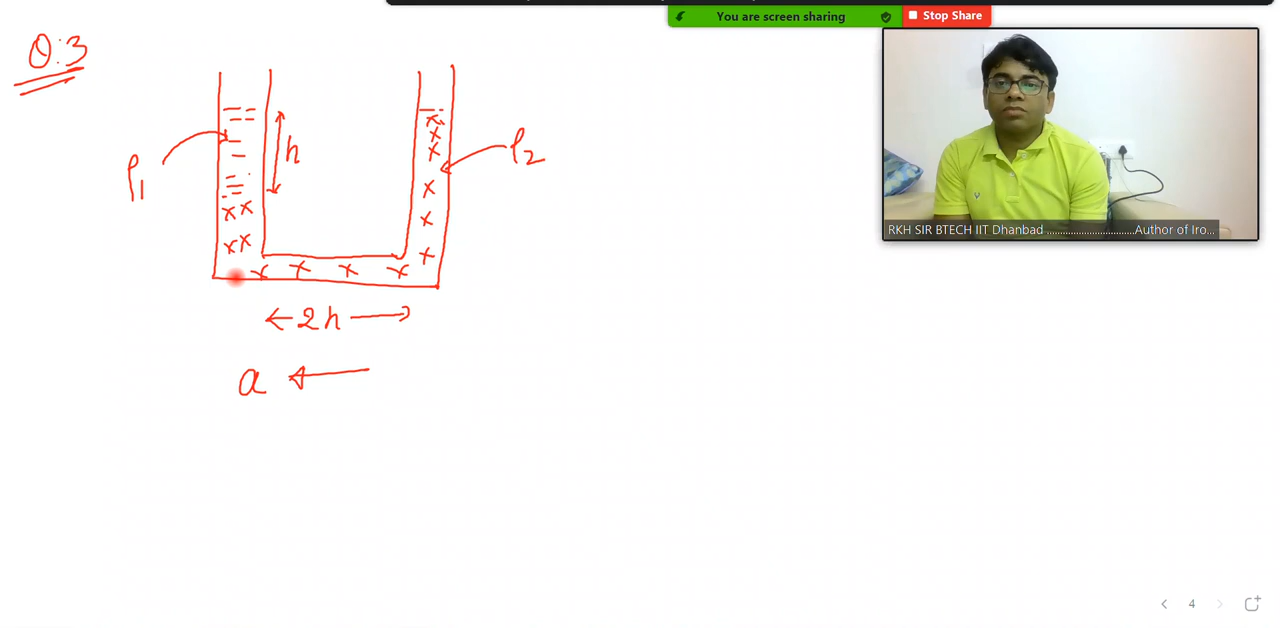 You are screen sharing
Stop Share
Q:3
ρ1
h
ρ2
2h
a
RKH SIR BTECH IIT Dhanbad ................................Author of Iro...
4